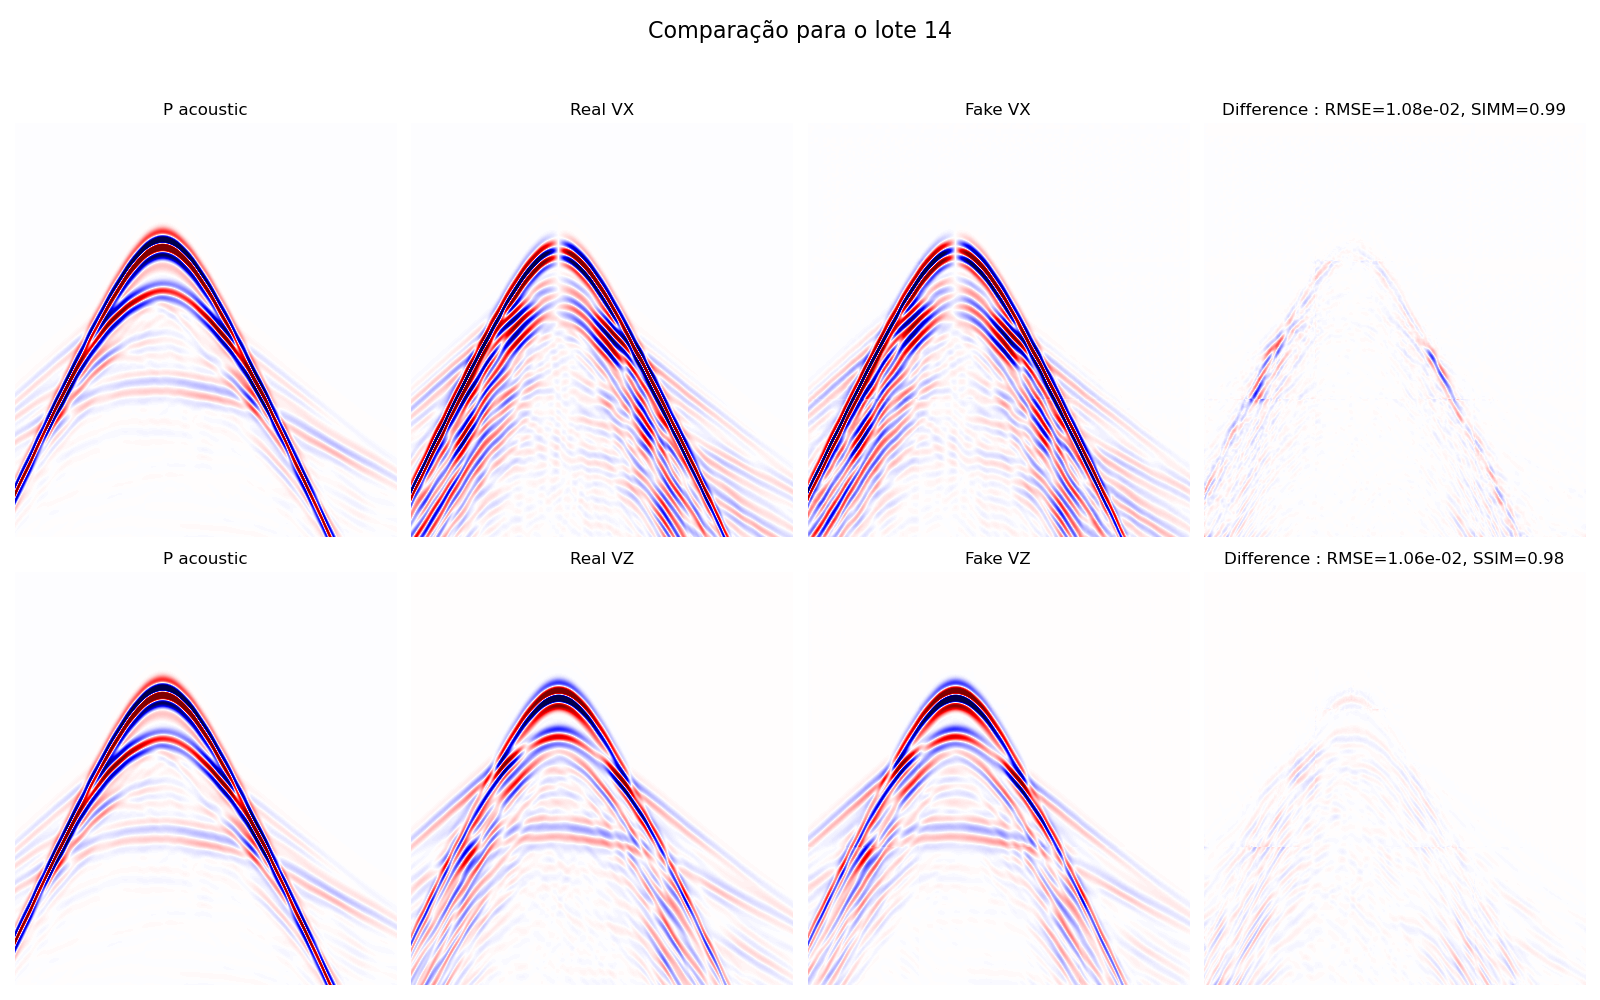 Comparação para o lote 14
P acoustic
Real VX
Fake VX
Difference : RMSE=1.08e-02, SIMM=0.99
P acoustic
Real VZ
Fake VZ
Difference : RMSE=1.06e-02, SSIM=0.98